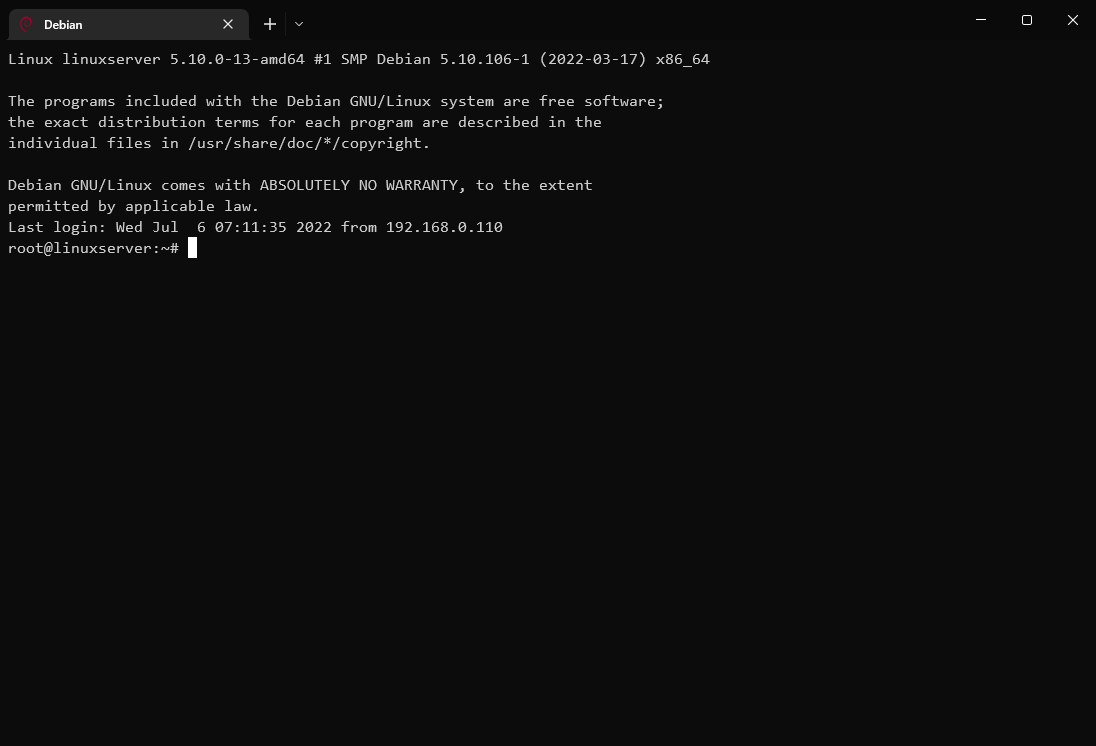 Debian
Linux linuxserver 5.10.0-13-amd64 #1 SMP Debian 5.10.106-1 (2022-03-17) x86_64
The programs included with the Debian GNU/Linux system are free software;
the exact distribution terms for each program are described in the
individual files in /usr/share/doc/*/copyright.
Debian GNU/Linux comes with ABSOLUTELY NO WARRANTY, to the extent
permitted by applicable law.
Last login: Wed Jul  6 07:11:35 2022 from 192.168.0.110
root@linuxserver:~#